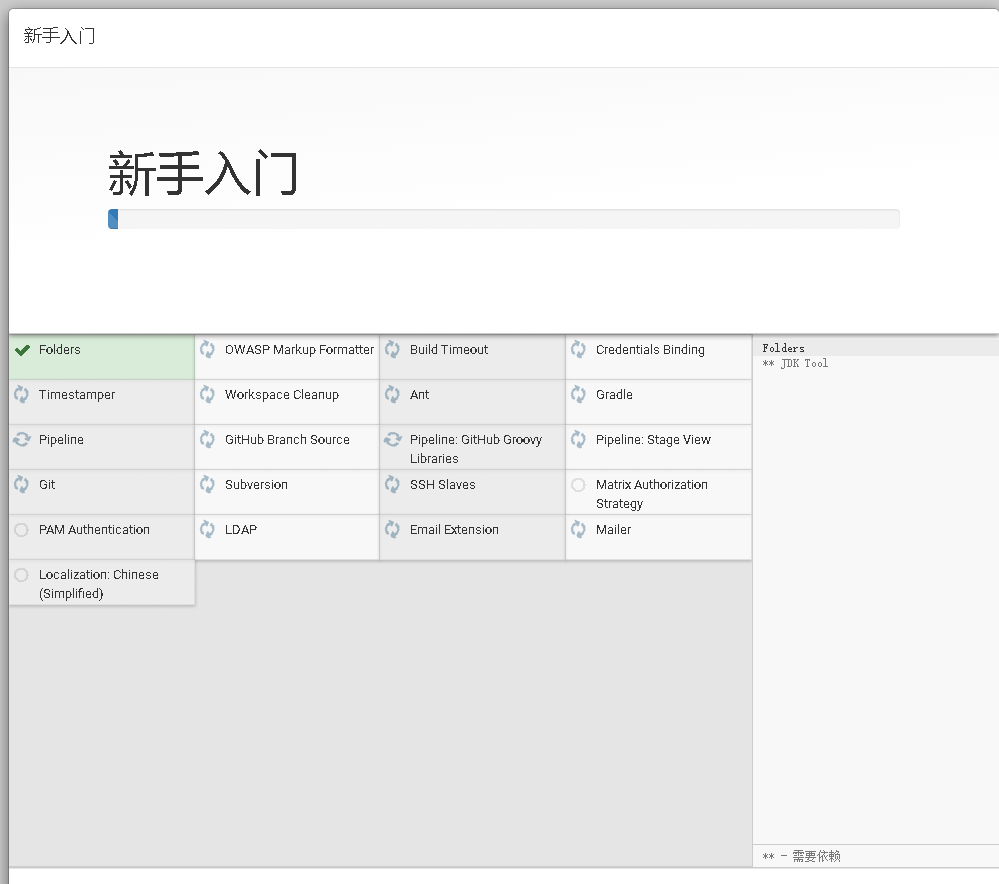 新手入门
新手入门
Folders
OWASP Markup Formatter
Build Timeout
Credentials Binding
Timestamper
Workspace Cleanup
Ant
Gradle
Pipeline
GitHub Branch Source
Pipeline: GitHub Groovy
Libraries
Pipeline: Stage View
Git
Subversion
SSH Slaves
Matrix Authorization
Strategy
PAM Authentication
LDAP
Email Extension
Mailer
Localization: Chinese
(Simplified)
Folders
** JDK Tool
** - 需要依赖